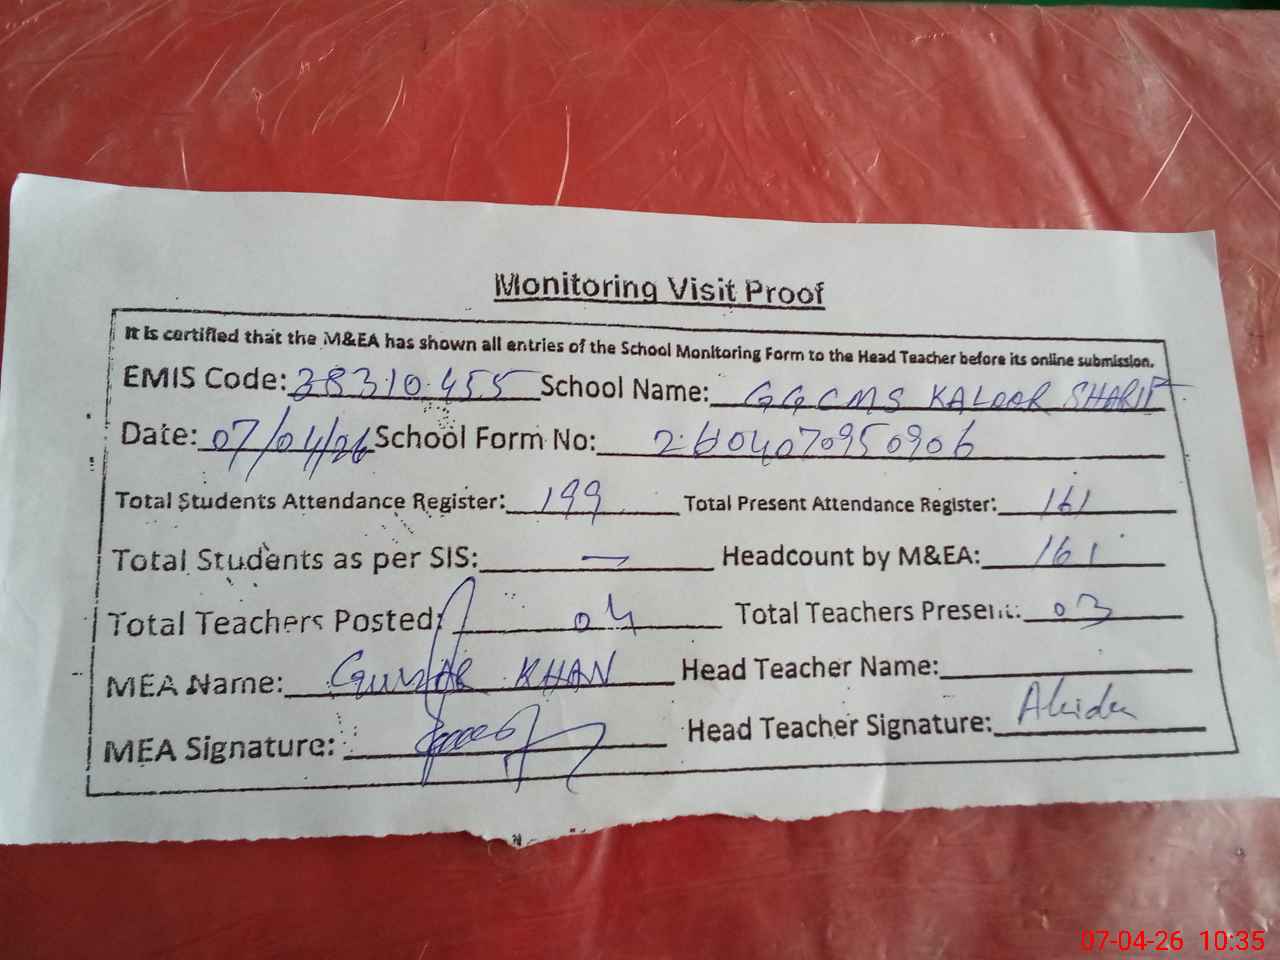 Monitoring Visit Proof
It is certified that the M&EA has shown all entries of the School Monitoring Form to the Head Teacher before its online submission.
EMIS Code: 38310455 School Name: GGCMS KALOOR SHARIF
Date: 07/04/26 School Form No: 2604070950906
Total Students Attendance Register: 199 Total Present Attendance Register: 161
Total Students as per SIS: — Headcount by M&EA: 161
Total Teachers Posted: 04 Total Teachers Present: 03
MEA Name: GULZAR KHAN Head Teacher Name:
MEA Signature: Head Teacher Signature:
07-04-26 10:35